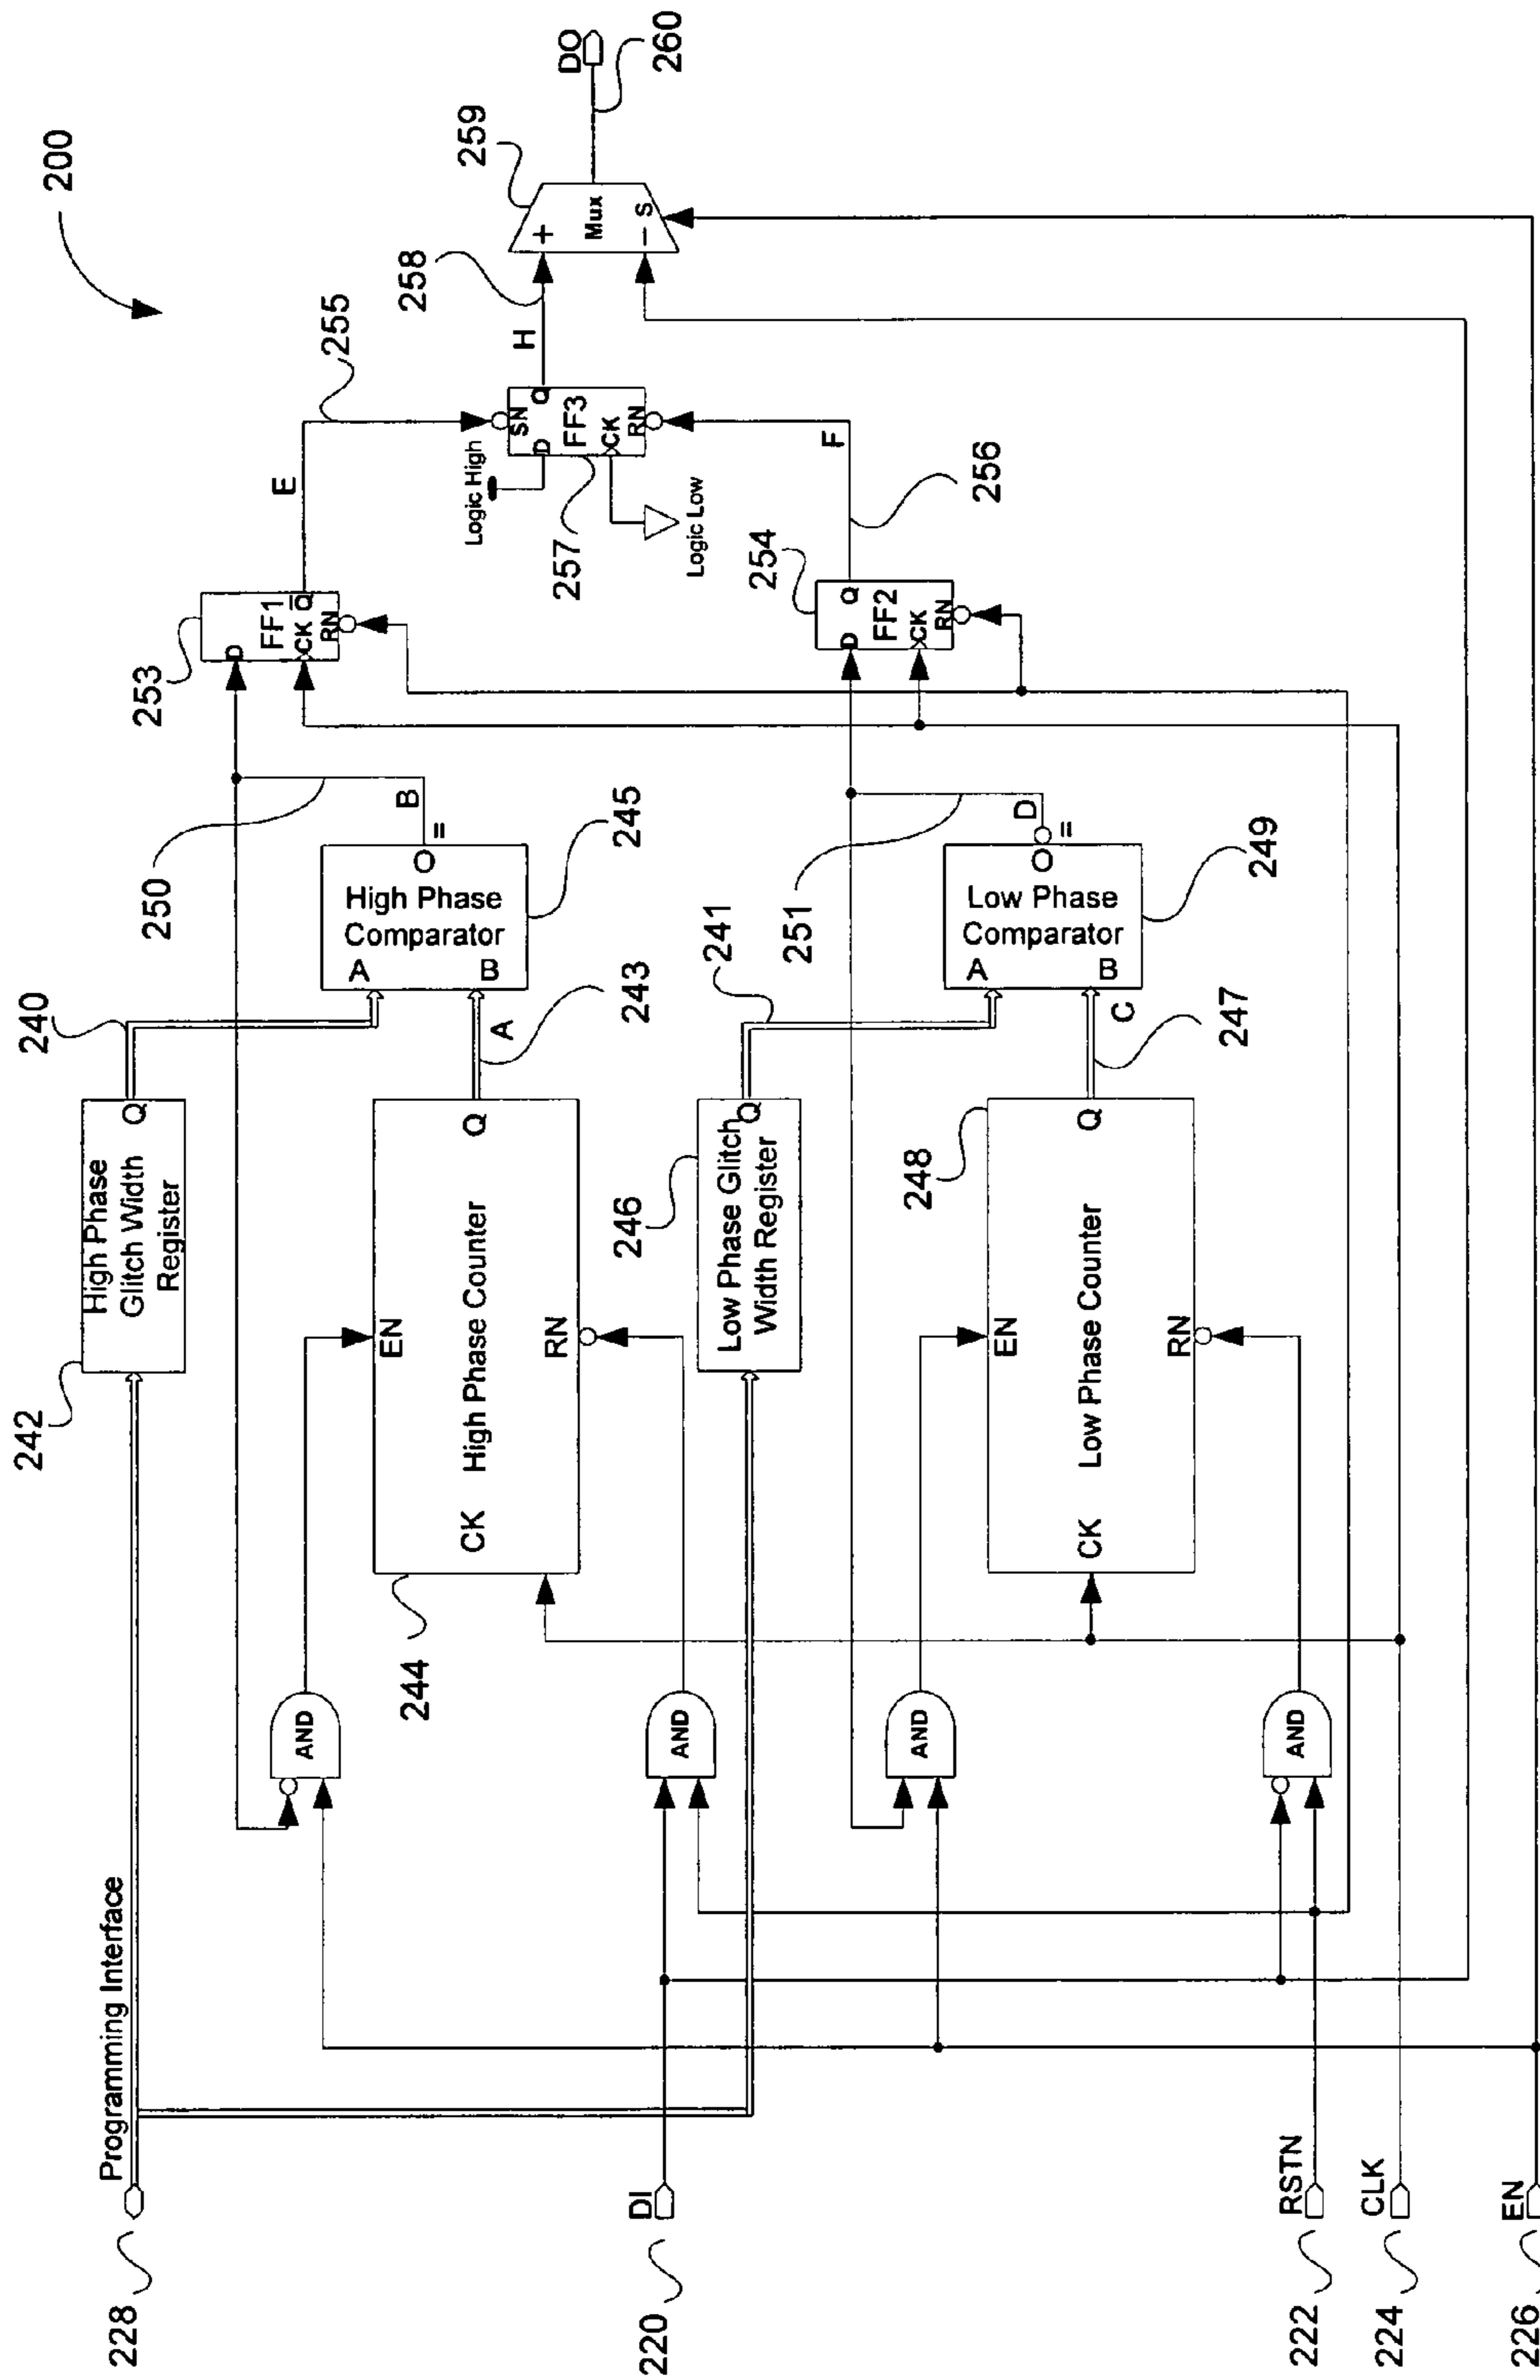 200
228
Programming Interface
242
High Phase
Glitch Width
Register
Q
240
250
B
253
D
FF1
CK
Q
RN
E
255
AND
244
EN
CK
High Phase Counter
Q
RN
A
243
High Phase
Comparator
A
B
O
=
245
Logic High
SN
D
Q
FF3
CK
RN
257
Logic Low
H
258
+
Mux
-
S
259
DO
260
220
DI
AND
246
Low Phase Glitch
Width Register
Q
241
251
D
254
D
Q
FF2
CK
RN
F
256
AND
248
EN
CK
Low Phase Counter
Q
RN
C
247
Low Phase
Comparator
A
B
O
=
249
AND
222
RSTN
224
CLK
226
EN